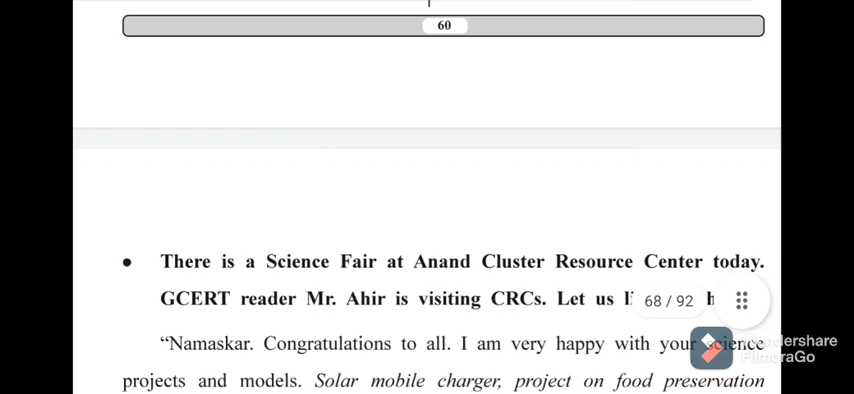 60
• There is a Science Fair at Anand Cluster Resource Center today.
GCERT reader Mr. Ahir is visiting CRCs. Let us
68 / 92
“Namaskar. Congratulations to all. I am very happy with your science
projects and models. Solar mobile charger, project on food preservation
Wondershare
FilmoraGo